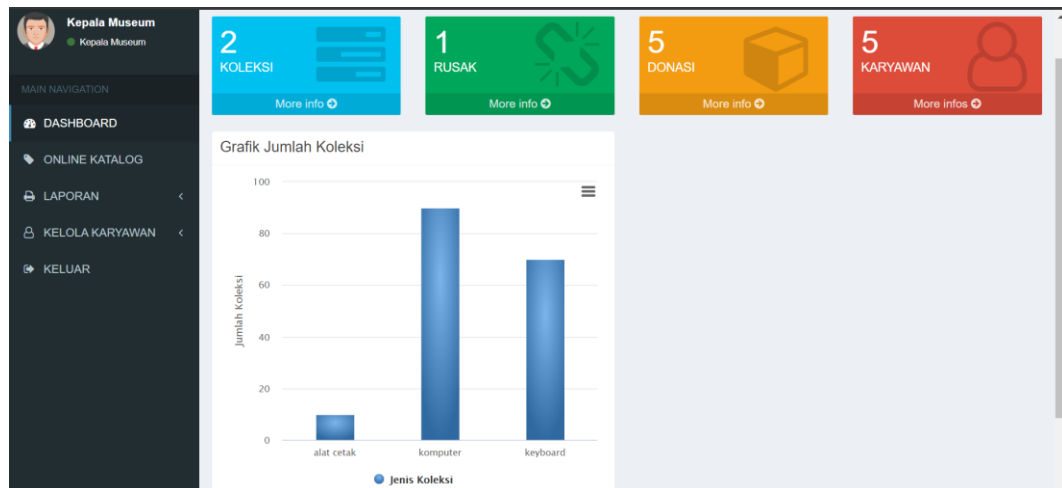 Kepala Museum
Kepala Museum
MAIN NAVIGATION
DASHBOARD
ONLINE KATALOG
LAPORAN
KELOLA KARYAWAN
KELUAR
2
KOLEKSI
More info
1
RUSAK
More info
5
DONASI
More info
5
KARYAWAN
More infos
Grafik Jumlah Koleksi
Jumlah Koleksi
100
80
60
40
20
0
alat cetak
komputer
keyboard
Jenis Koleksi